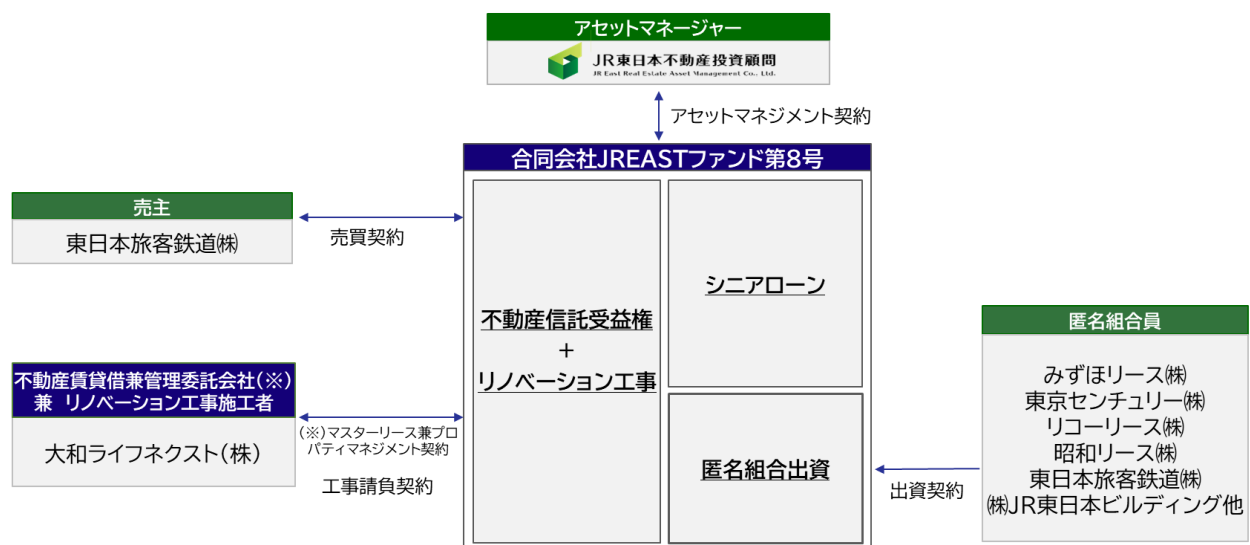 アセットマネージャー
JR東日本不動産投資顧問
JR East Real Estate Asset Management Co., Ltd.
アセットマネジメント契約
合同会社JREASTファンド第8号
売主
東日本旅客鉄道㈱
売買契約
不動産信託受益権
+
リノベーション工事
シニアローン
匿名組合出資
不動産賃貸借兼管理委託会社(※)
兼 リノベーション工事施工者
大和ライフネクスト(株)
(※)マスターリース兼プロ
パティマネジメント契約
工事請負契約
出資契約
匿名組合員
みずほリース㈱
東京センチュリー㈱
リコーリース㈱
昭和リース㈱
東日本旅客鉄道㈱
㈱JR東日本ビルディング他